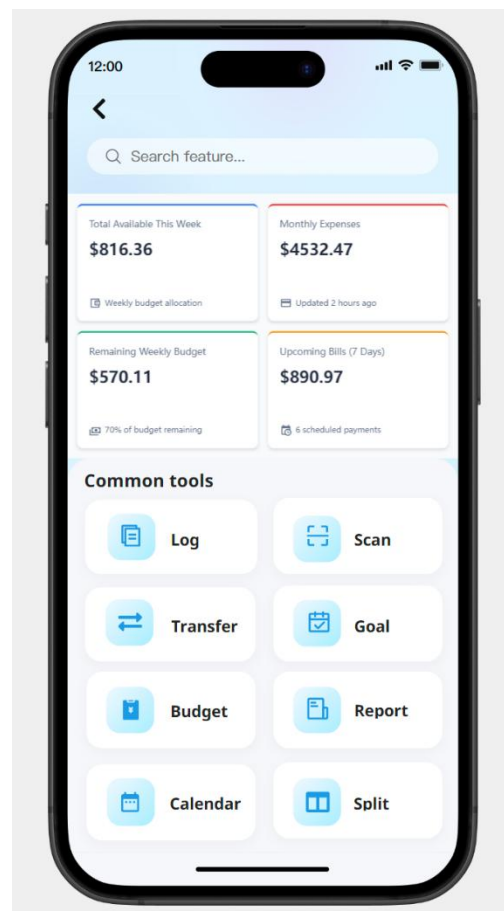 12:00
Search feature...
Total Available This Week
$816.36
Weekly budget allocation
Monthly Expenses
$4532.47
Updated 2 hours ago
Remaining Weekly Budget
$570.11
70% of budget remaining
Upcoming Bills (7 Days)
$890.97
6 scheduled payments
Common tools
Log
Scan
Transfer
Goal
Budget
Report
Calendar
Split